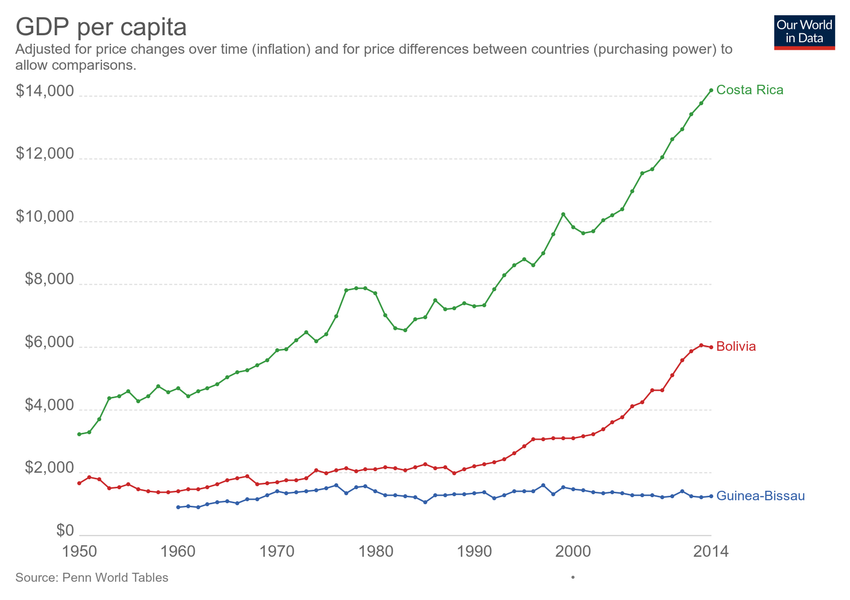 GDP per capita
Our World
in Data
Adjusted for price changes over time (inflation) and for price differences between countries (purchasing power) to
allow comparisons.
$14,000
Costa Rica
$12,000
$10,000
$8,000
$6,000
Bolivia
$4,000
$2,000
Guinea-Bissau
$0
1950 1960 1970 1980 1990 2000 2014
Source: Penn World Tables